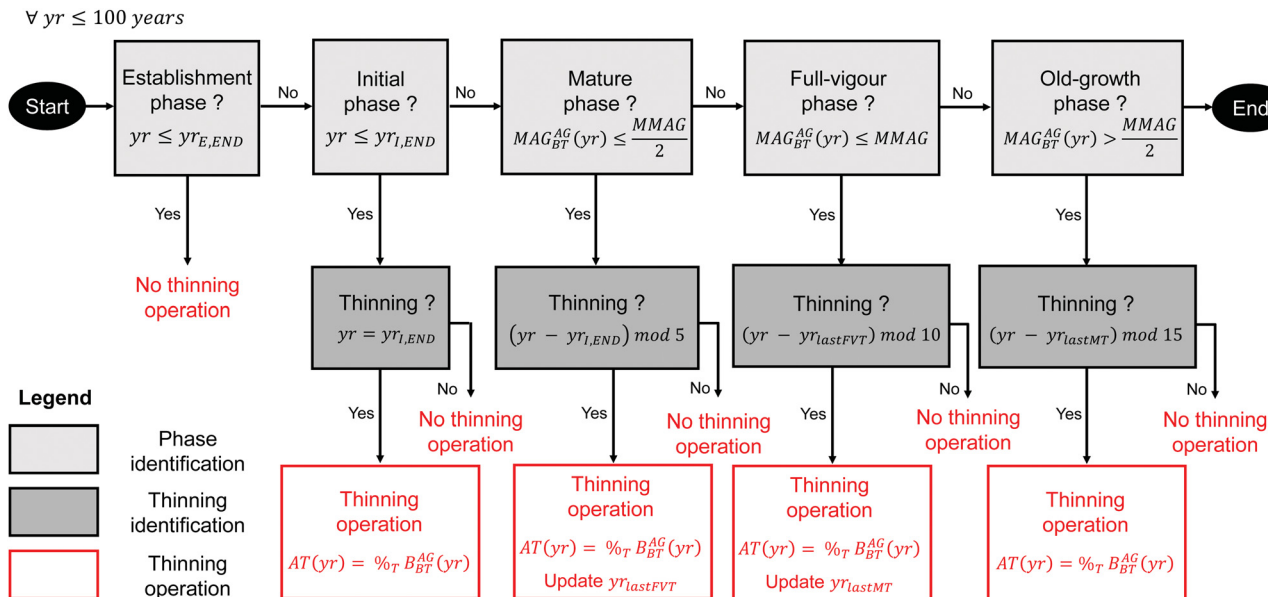 ∀ yr ≤ 100 years
Start
Establishment
phase ?
yr ≤ yr_{E,END}
No
Initial
phase ?
yr ≤ yr_{I,END}
No
Mature
phase ?
MAG_{BT}^{AG}(yr) ≤ MMAG/2
No
Full-vigour
phase ?
MAG_{BT}^{AG}(yr) ≤ MMAG
No
Old-growth
phase ?
MAG_{BT}^{AG}(yr) > MMAG/2
End
Yes
Yes
Yes
Yes
Yes
No thinning
operation
Thinning ?
yr = yr_{I,END}
Thinning ?
(yr − yr_{I,END}) mod 5
Thinning ?
(yr − yr_{lastFVT}) mod 10
Thinning ?
(yr − yr_{lastMT}) mod 15
No
No
No
No
Yes
Yes
Yes
Yes
No thinning
operation
No thinning
operation
No thinning
operation
No thinning
operation
Thinning
operation
AT(yr) = %_T B_{BT}^{AG}(yr)
Thinning
operation
AT(yr) = %_T B_{BT}^{AG}(yr)
Update yr_{lastFVT}
Thinning
operation
AT(yr) = %_T B_{BT}^{AG}(yr)
Update yr_{lastMT}
Thinning
operation
AT(yr) = %_T B_{BT}^{AG}(yr)
Legend
Phase
identification
Thinning
identification
Thinning
operation